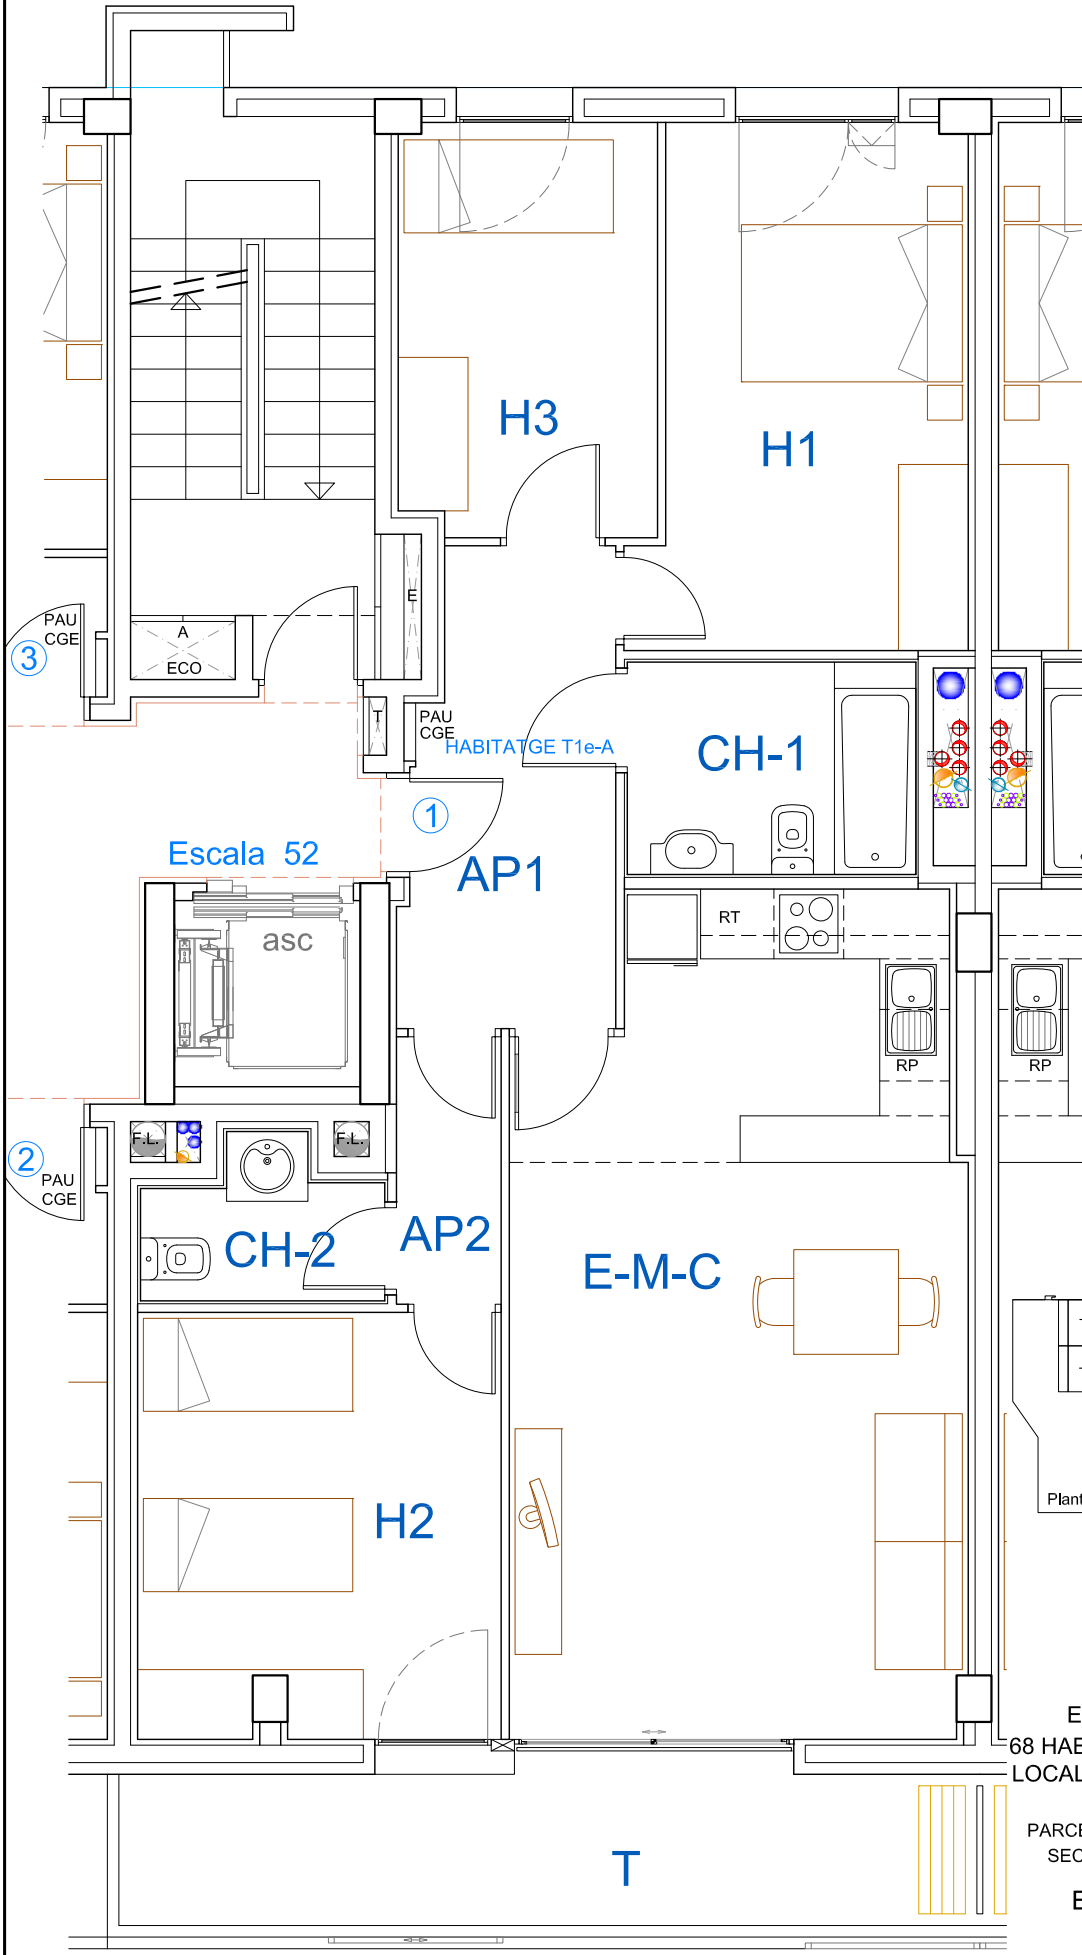 H3
H1
E
PAU
CGE
A
ECO
3
T
PAU
CGE
HABITATGE T1e-A
CH-1
1
Escala 52
AP1
RT
asc
RP
RP
F.L.
F.L.
2
PAU
CGE
CH-2
AP2
E-M-C
H2
Plant
E
68 HAB
LOCAL
PARCE
SEC
E
T